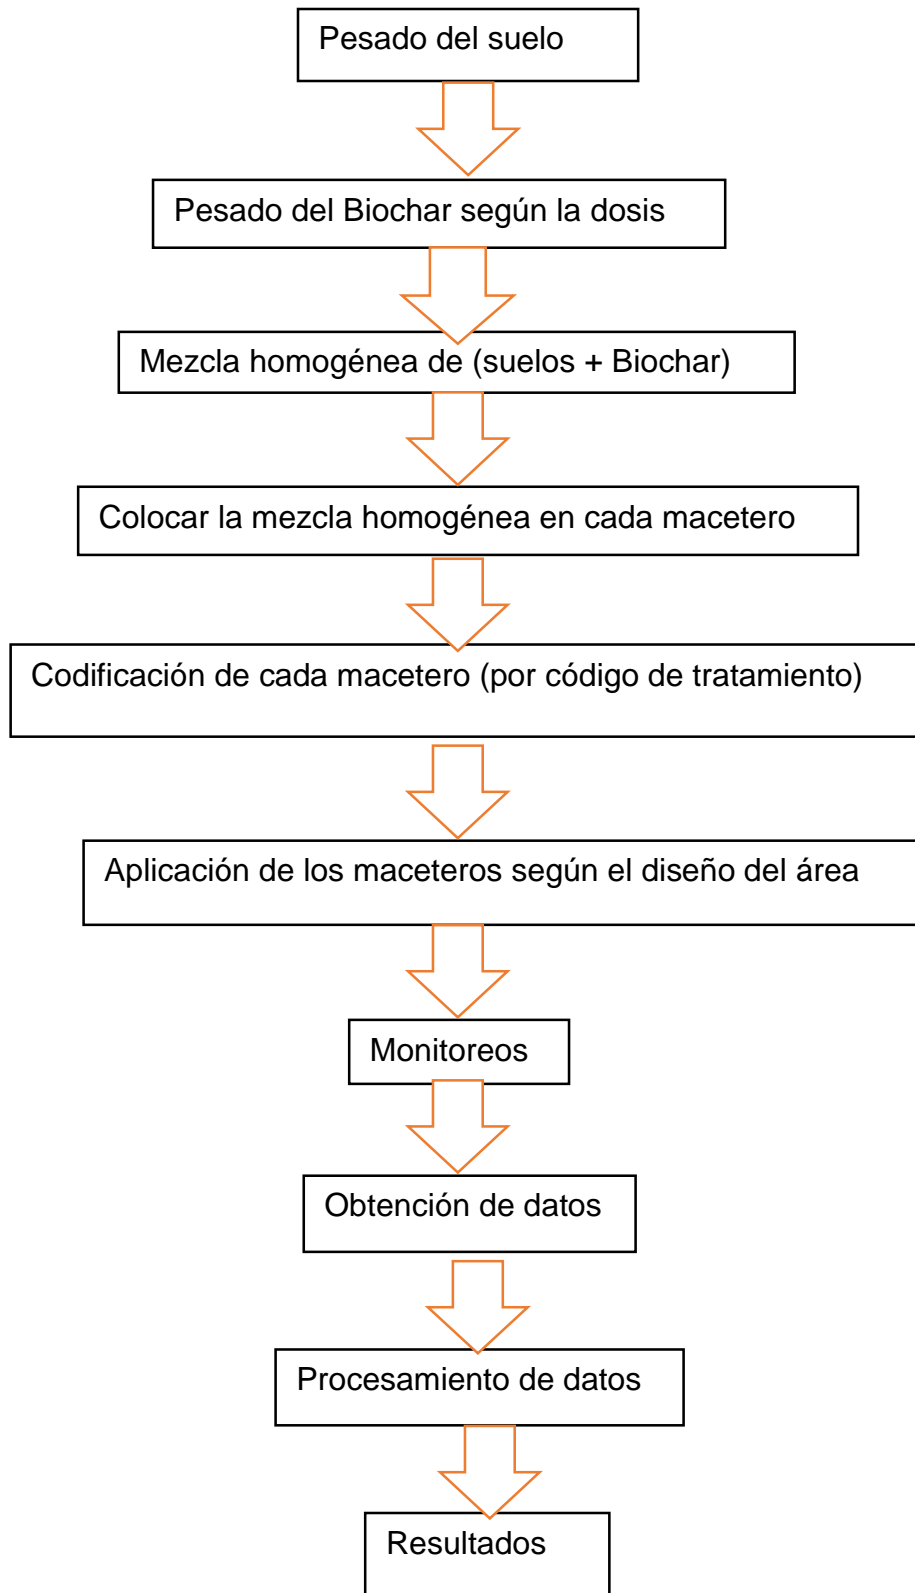 Pesado del suelo
Pesado del Biochar según la dosis
Mezcla homogénea de (suelos + Biochar)
Colocar la mezcla homogénea en cada macetero
Codificación de cada macetero (por código de tratamiento)
Aplicación de los maceteros según el diseño del área
Monitoreos
Obtención de datos
Procesamiento de datos
Resultados